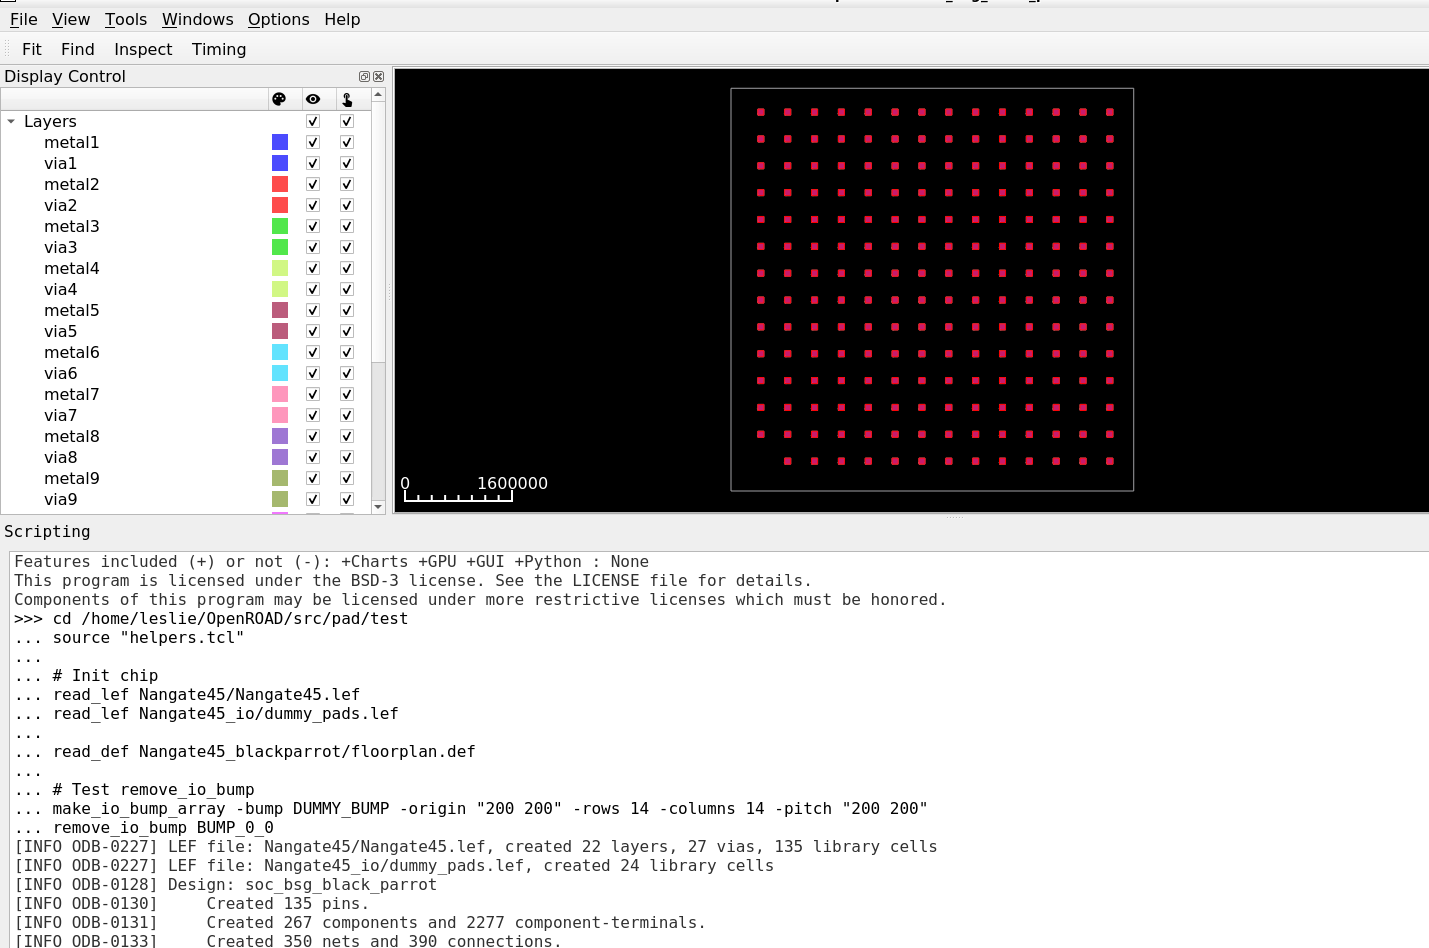 File View Tools Windows Options Help
Fit Find Inspect Timing
Display Control
Layers
metal1
via1
metal2
via2
metal3
via3
metal4
via4
metal5
via5
metal6
via6
metal7
via7
metal8
via8
metal9
via9
0 1600000
Scripting
Features included (+) or not (-): +Charts +GPU +GUI +Python : None
This program is licensed under the BSD-3 license. See the LICENSE file for details.
Components of this program may be licensed under more restrictive licenses which must be honored.
>>> cd /home/leslie/OpenROAD/src/pad/test
... source "helpers.tcl"
...
... # Init chip
... read_lef Nangate45/Nangate45.lef
... read_lef Nangate45_io/dummy_pads.lef
...
... read_def Nangate45_blackparrot/floorplan.def
...
... # Test remove_io_bump
... make_io_bump_array -bump DUMMY_BUMP -origin "200 200" -rows 14 -columns 14 -pitch "200 200"
... remove_io_bump BUMP_0_0
[INFO ODB-0227] LEF file: Nangate45/Nangate45.lef, created 22 layers, 27 vias, 135 library cells
[INFO ODB-0227] LEF file: Nangate45_io/dummy_pads.lef, created 24 library cells
[INFO ODB-0128] Design: soc_bsg_black_parrot
[INFO ODB-0130]     Created 135 pins.
[INFO ODB-0131]     Created 267 components and 2277 component-terminals.
[INFO ODB-0133]     Created 350 nets and 390 connections.